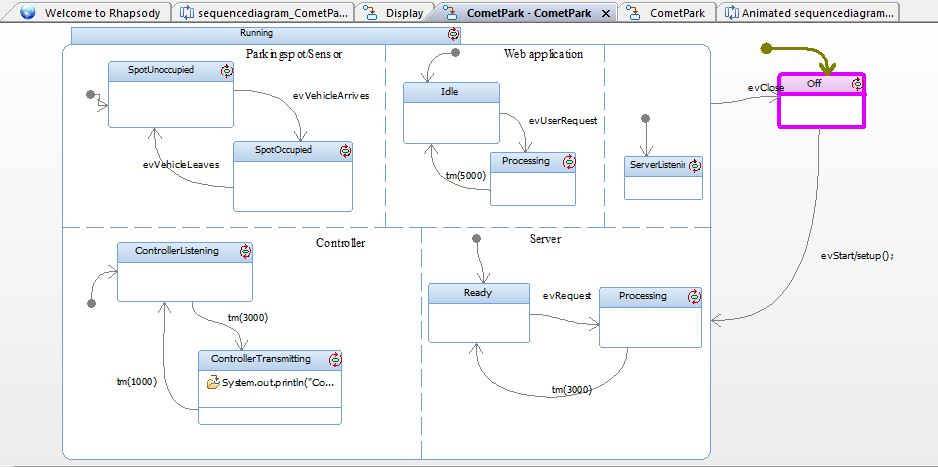 Welcome to Rhapsody
sequencediagram_CometPa...
Display
CometPark - CometPark
CometPark
Animated sequencediagram...
Running
Parkingspot/Sensor
Web application
SpotUnoccupied
evVehicleArrives
SpotOccupied
evVehicleLeaves
Idle
evUserRequest
Processing
tm(5000)
ServerListenin
evClose
Off
evStart/setup();
Controller
Server
ControllerListening
tm(3000)
ControllerTransmitting
System.out.println("Co...
tm(1000)
Ready
evRequest
Processing
tm(3000)